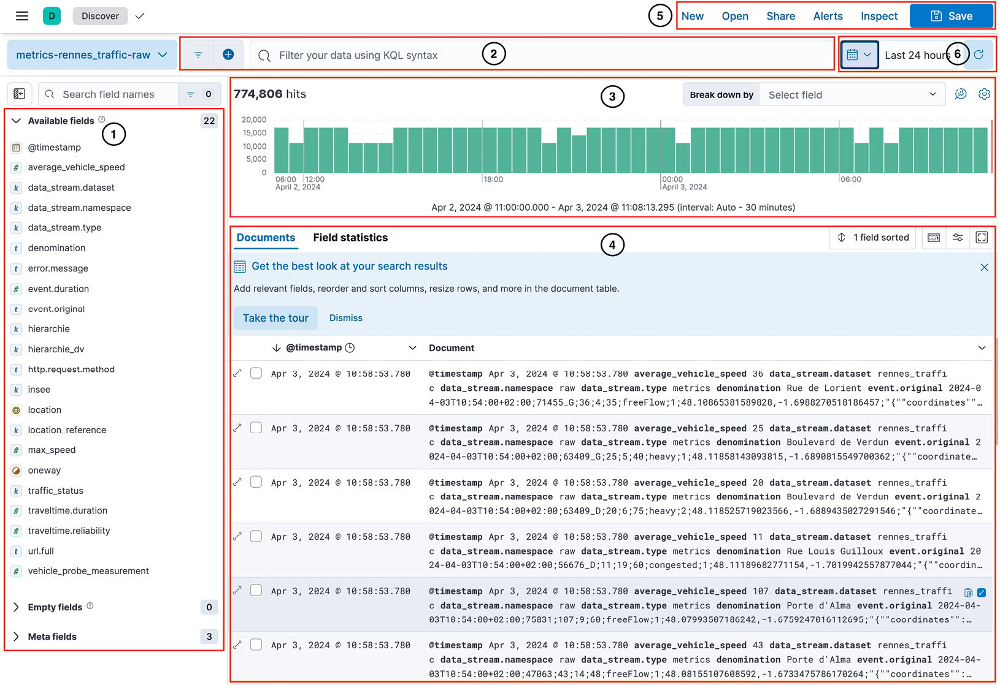 D Discover
5 New Open Share Alerts Inspect Save
metrics-rennes_traffic-raw
Filter your data using KQL syntax 2
Last 24 hours 6
Search field names 0
1
Available fields 22
@timestamp
# average_vehicle_speed
k data_stream.dataset
k data_stream.namespace
k data_stream.type
t denomination
t error.message
# event.duration
t event.original
k hierarchie
k hierarchie_dv
t http.request.method
k insee
location
k location_reference
# max_speed
oneway
k traffic_status
# traveltime.duration
# traveltime.reliability
t url.full
# vehicle_probe_measurement
Empty fields 0
Meta fields 3
774,806 hits
3
Break down by Select field
20,000
15,000
10,000
5,000
0
06:00 12:00 18:00 00:00 06:00
April 2, 2024 April 3, 2024
Apr 2, 2024 @ 11:00:00.000 - Apr 3, 2024 @ 11:08:13.295 (interval: Auto - 30 minutes)
Documents Field statistics 4 1 field sorted
Get the best look at your search results
Add relevant fields, reorder and sort columns, resize rows, and more in the document table.
Take the tour Dismiss
@timestamp Document
Apr 3, 2024 @ 10:58:53.780 @timestamp Apr 3, 2024 @ 10:58:53.780 average_vehicle_speed 36 data_stream.dataset rennes_traffi
c data_stream.namespace raw data_stream.type metrics denomination Rue de Lorient event.original 2024-0
4-03T10:54:00+02:00;71455_G;36;4;35;freeFlow;1;48.10865381589828,-1.6988270518186457;"{""coordinates""…
Apr 3, 2024 @ 10:58:53.780 @timestamp Apr 3, 2024 @ 10:58:53.780 average_vehicle_speed 25 data_stream.dataset rennes_traffi
c data_stream.namespace raw data_stream.type metrics denomination Boulevard de Verdun event.original 2
024-04-03T10:54:00+02:00;63409_G;25;5;40;heavy;1;48.11858143093815,-1.6890815549700362;"{""coordinate…
Apr 3, 2024 @ 10:58:53.780 @timestamp Apr 3, 2024 @ 10:58:53.780 average_vehicle_speed 20 data_stream.dataset rennes_traffi
c data_stream.namespace raw data_stream.type metrics denomination Boulevard de Verdun event.original 2
024-04-03T10:54:00+02:00;63409_D;20;6;75;heavy;2;48.118525719023566,-1.6889435027291546;"{""coordinate…
Apr 3, 2024 @ 10:58:53.780 @timestamp Apr 3, 2024 @ 10:58:53.780 average_vehicle_speed 11 data_stream.dataset rennes_traffi
c data_stream.namespace raw data_stream.type metrics denomination Rue Louis Guilloux event.original 20
24-04-03T10:54:00+02:00;56676_D;11;19;60;congested;1;48.11189682771154,-1.7019942557877044;"{""coordin…
Apr 3, 2024 @ 10:58:53.780 @timestamp Apr 3, 2024 @ 10:58:53.780 average_vehicle_speed 107 data_stream.dataset rennes_traffi
c data_stream.namespace raw data_stream.type metrics denomination Porte d'Alma event.original 2024-04-
03T10:54:00+02:00;75831;107;9;60;freeFlow;1;48.07993507186242,-1.6759247016112695;"{""coordinates"":…
Apr 3, 2024 @ 10:58:53.780 @timestamp Apr 3, 2024 @ 10:58:53.780 average_vehicle_speed 43 data_stream.dataset rennes_traffi
c data_stream.namespace raw data_stream.type metrics denomination Porte d'Alma event.original 2024-04-
03T10:54:00+02:00;47063;43;14;48;freeFlow;1;48.08155107608592,-1.6733475786170264;"{""coordinates"":…